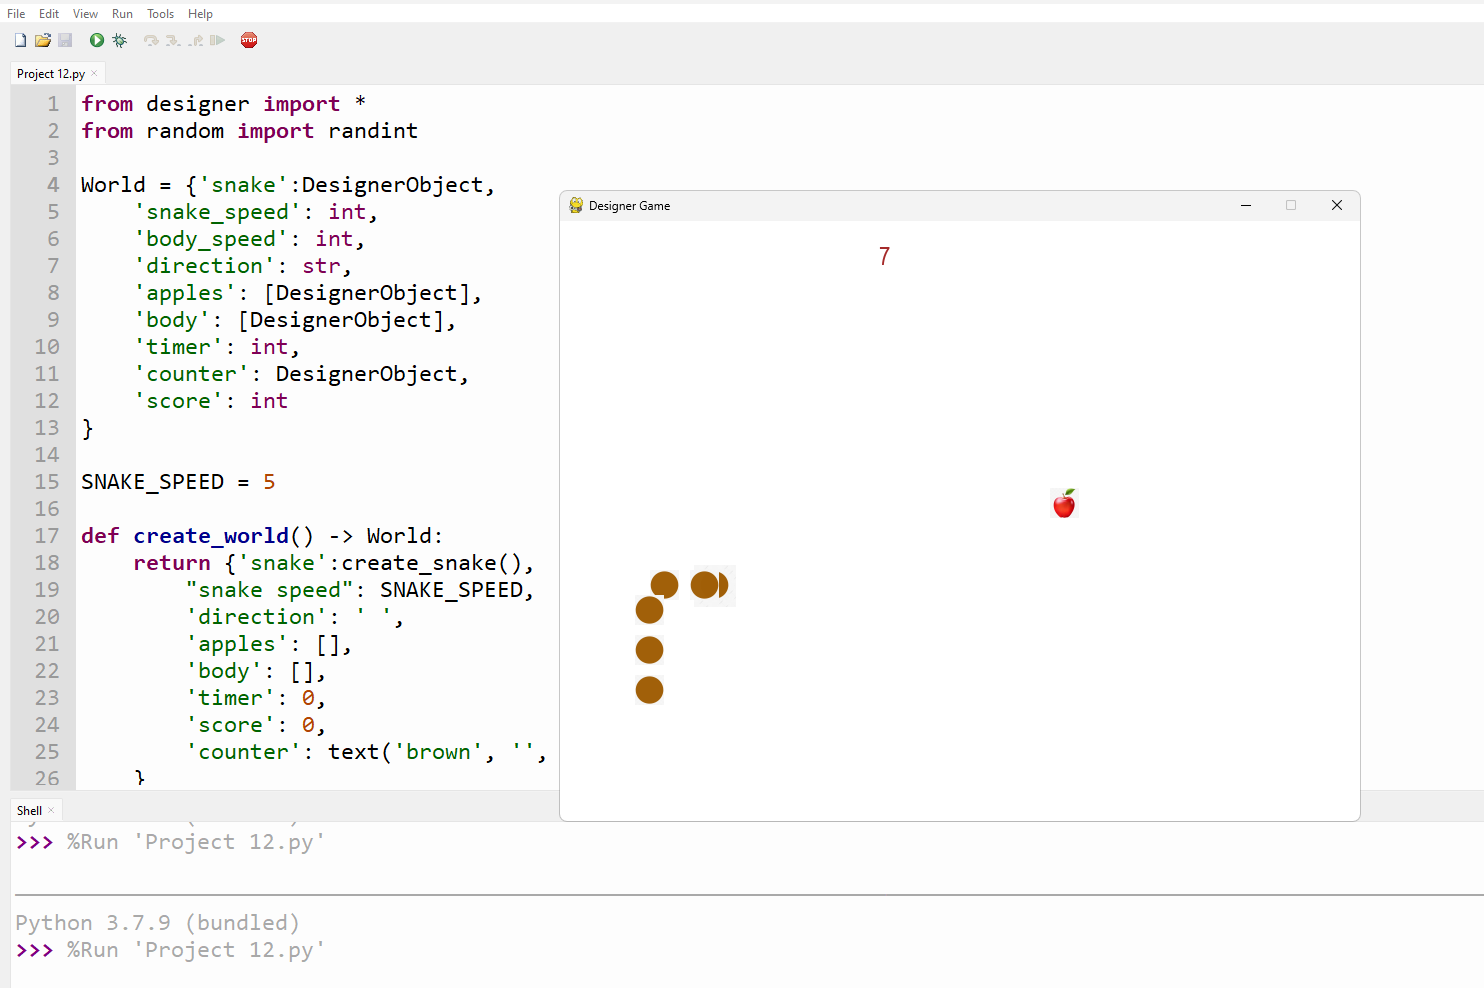 File Edit View Run Tools Help
STOP
Project 12.py
1 from designer import *
2 from random import randint
3
4 World = {'snake':DesignerObject,
5     'snake_speed': int,
6     'body_speed': int,
7     'direction': str,
8     'apples': [DesignerObject],
9     'body': [DesignerObject],
10     'timer': int,
11     'counter': DesignerObject,
12     'score': int
13 }
14
15 SNAKE_SPEED = 5
16
17 def create_world() -> World:
18     return {'snake':create_snake(),
19         "snake speed": SNAKE_SPEED,
20         'direction': ' ',
21         'apples': [],
22         'body': [],
23         'timer': 0,
24         'score': 0,
25         'counter': text('brown', '',
26     }
Designer Game
7
Shell
>>> %Run 'Project 12.py'
Python 3.7.9 (bundled)
>>> %Run 'Project 12.py'